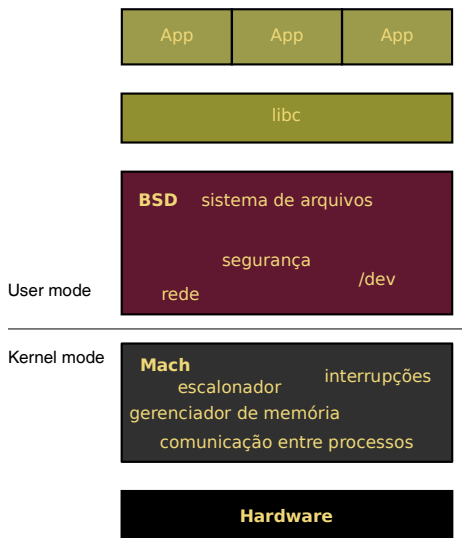 App App App
libc
BSD sistema de arquivos
segurança
/dev
User mode
rede
Kernel mode
Mach
interrupções
escalonador
gerenciador de memória
comunicação entre processos
Hardware